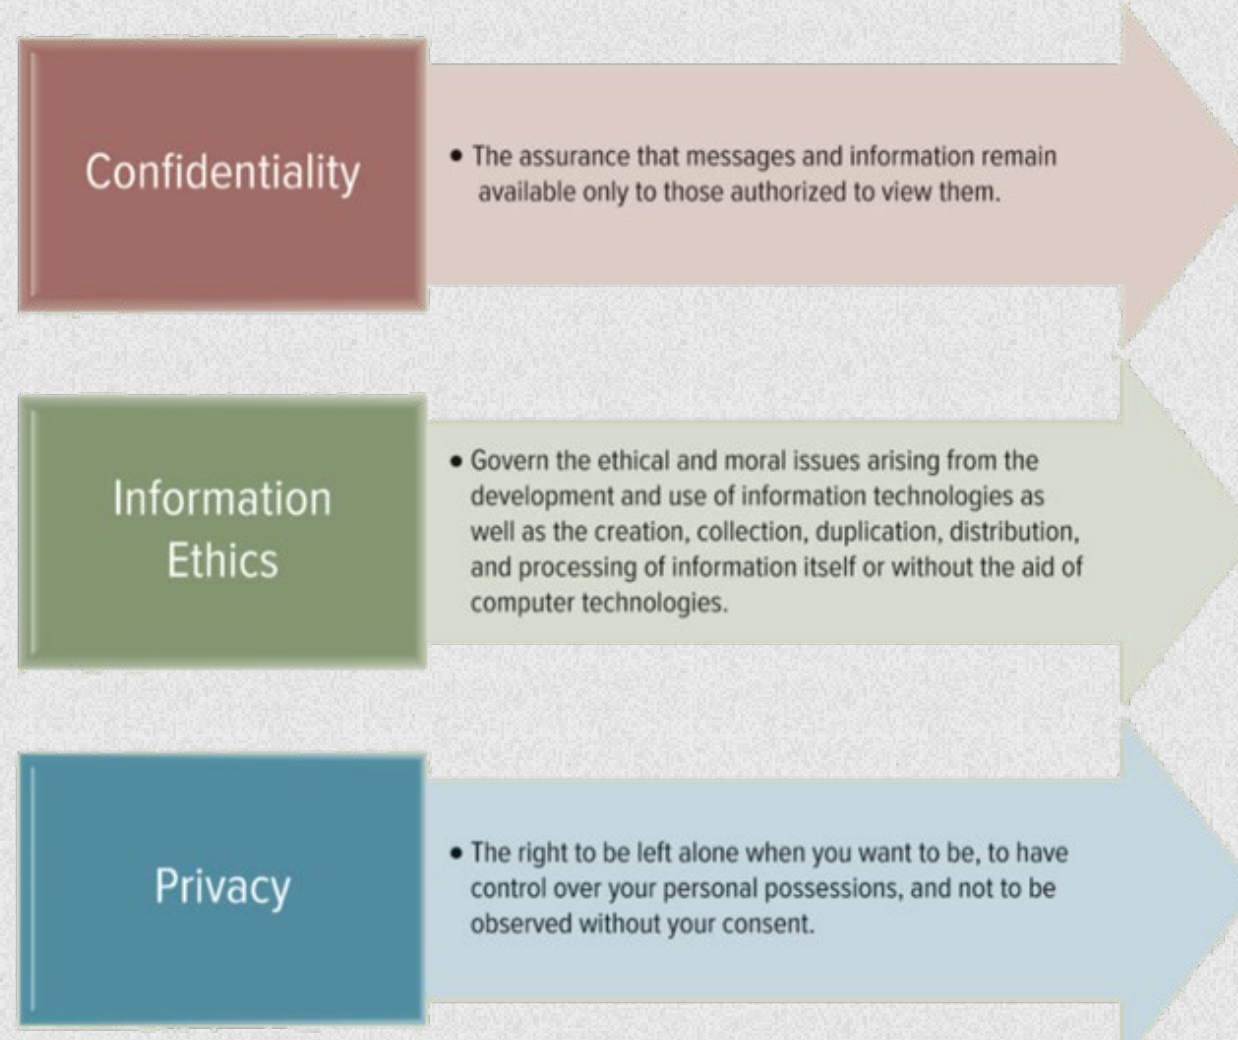 Confidentiality
• The assurance that messages and information remain
available only to those authorized to view them.
Information
Ethics
• Govern the ethical and moral issues arising from the
development and use of information technologies as
well as the creation, collection, duplication, distribution,
and processing of information itself or without the aid of
computer technologies.
Privacy
• The right to be left alone when you want to be, to have
control over your personal possessions, and not to be
observed without your consent.